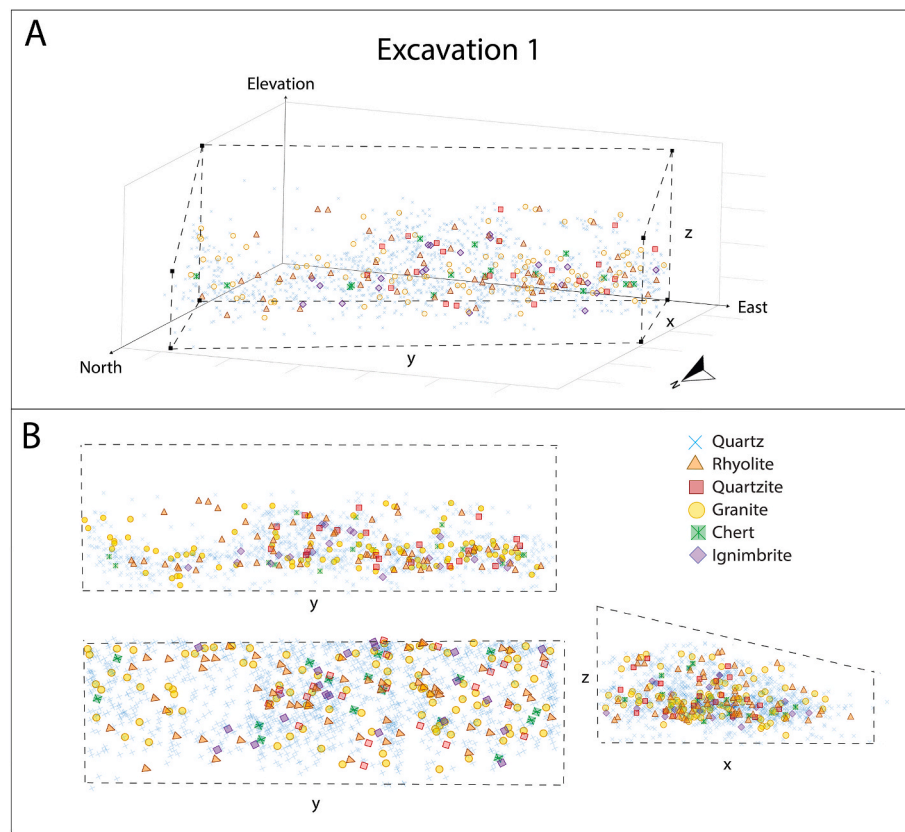 A
Excavation 1
Elevation
z
East
x
North
y
N
B
Quartz
Rhyolite
Quartzite
Granite
Chert
Ignimbrite
y
z
x
y